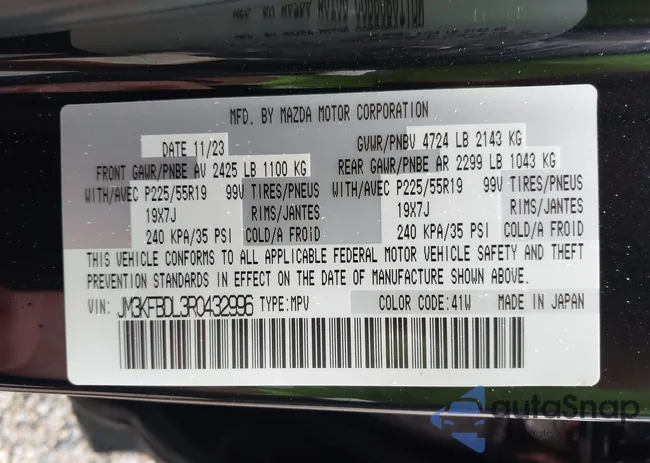 MFD. BY MAZDA MOTOR CORPORATION
DATE 11/23 GVWR/PNBV 4724 LB 2143 KG
FRONT GAWR/PNBE AV 2425 LB 1100 KG REAR GAWR/PNBE AR 2299 LB 1043 KG
WITH/AVEC P225/55R19 99V TIRES/PNEUS WITH/AVEC P225/55R19 99V TIRES/PNEUS
19X7J RIMS/JANTES 19X7J RIMS/JANTES
240 KPA/35 PSI COLD/A FROID 240 KPA/35 PSI COLD/A FROID
THIS VEHICLE CONFORMS TO ALL APPLICABLE FEDERAL MOTOR VEHICLE SAFETY AND THEFT
PREVENTION STANDARDS IN EFFECT ON THE DATE OF MANUFACTURE SHOWN ABOVE.
VIN: JM3KFBDL3R0432996 TYPE:MPV COLOR CODE:41W MADE IN JAPAN
autoSnap